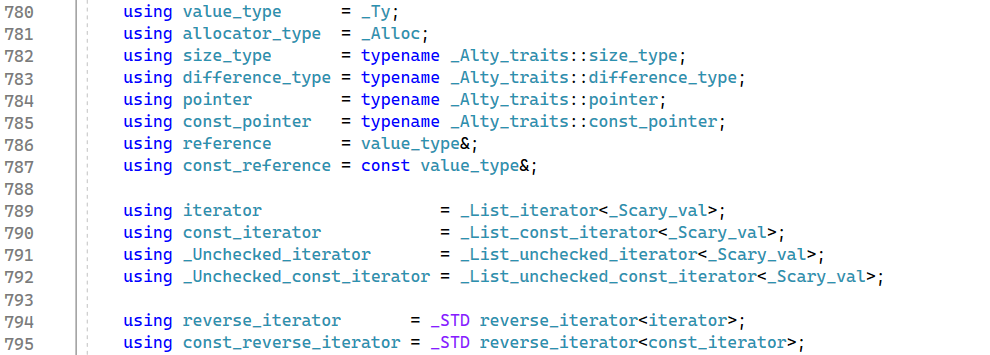 780 using value_type      = _Ty;
781 using allocator_type  = _Alloc;
782 using size_type       = typename _Alty_traits::size_type;
783 using difference_type = typename _Alty_traits::difference_type;
784 using pointer         = typename _Alty_traits::pointer;
785 using const_pointer   = typename _Alty_traits::const_pointer;
786 using reference       = value_type&;
787 using const_reference = const value_type&;
788
789 using iterator                  = _List_iterator<_Scary_val>;
790 using const_iterator            = _List_const_iterator<_Scary_val>;
791 using _Unchecked_iterator       = _List_unchecked_iterator<_Scary_val>;
792 using _Unchecked_const_iterator = _List_unchecked_const_iterator<_Scary_val>;
793
794 using reverse_iterator       = _STD reverse_iterator<iterator>;
795 using const_reverse_iterator = _STD reverse_iterator<const_iterator>;